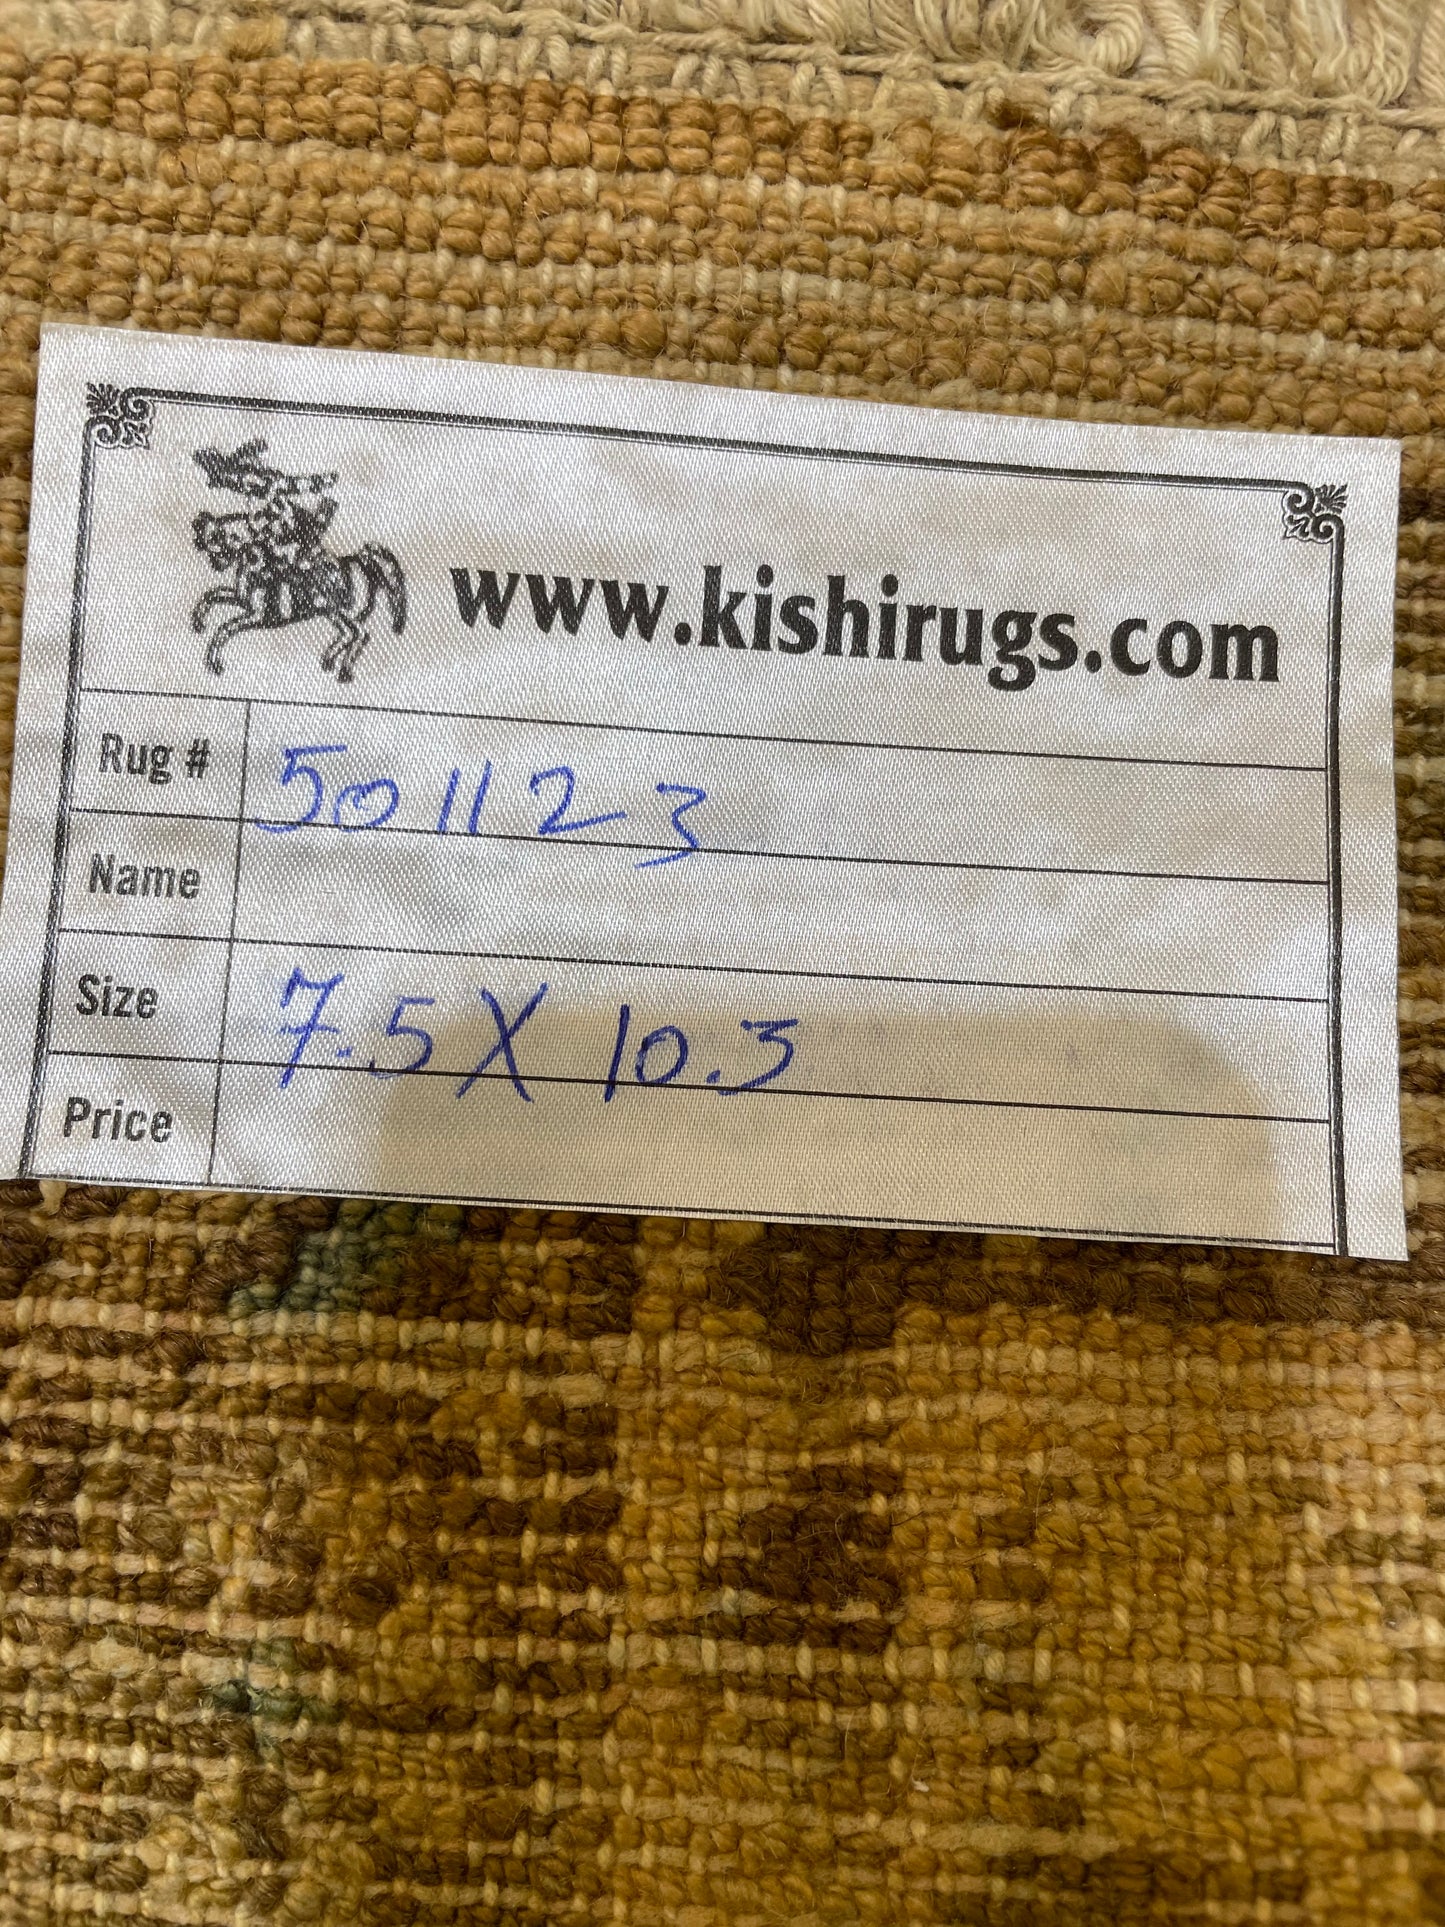 www.kishirugs.com
Rug # 501123
Name
Size 7.5 X 10.3
Price